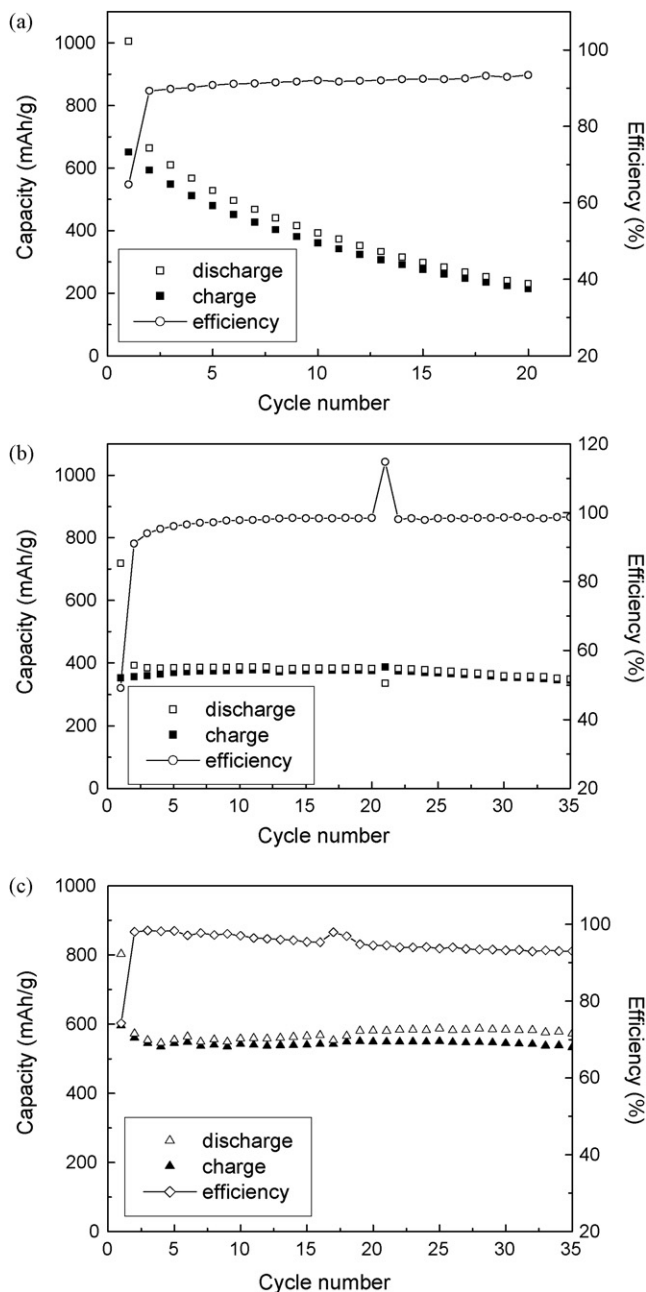 (a)
1000
800
600
400
200
0
Capacity (mAh/g)
100
80
60
40
20
Efficiency (%)
discharge
charge
efficiency
0 5 10 15 20
Cycle number
(b)
1000
800
600
400
200
0
Capacity (mAh/g)
120
100
80
60
40
20
Efficiency (%)
discharge
charge
efficiency
0 5 10 15 20 25 30 35
Cycle number
(c)
1000
800
600
400
200
0
Capacity (mAh/g)
100
80
60
40
20
Efficiency (%)
discharge
charge
efficiency
0 5 10 15 20 25 30 35
Cycle number